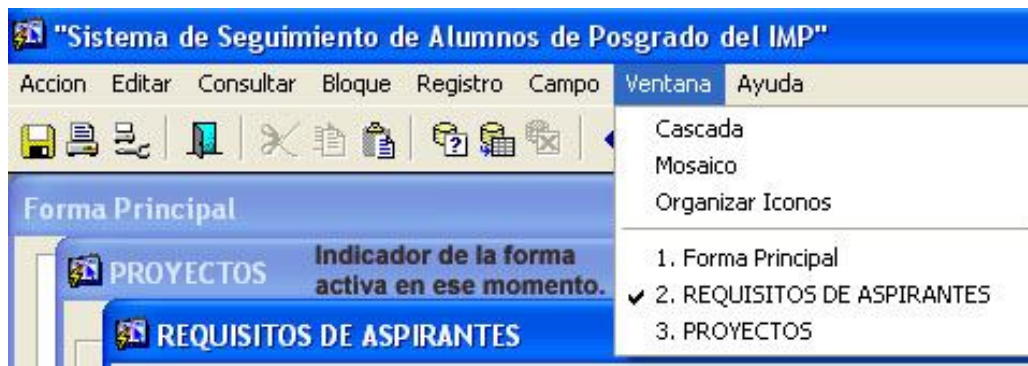 "Sistema de Seguimiento de Alumnos de Posgrado del IMP"
Accion Editar Consultar Bloque Registro Campo Ventana Ayuda
Cascada
Mosaico
Organizar Iconos
1. Forma Principal
2. REQUISITOS DE ASPIRANTES
3. PROYECTOS
Forma Principal
PROYECTOS
Indicador de la forma
activa en ese momento.
REQUISITOS DE ASPIRANTES